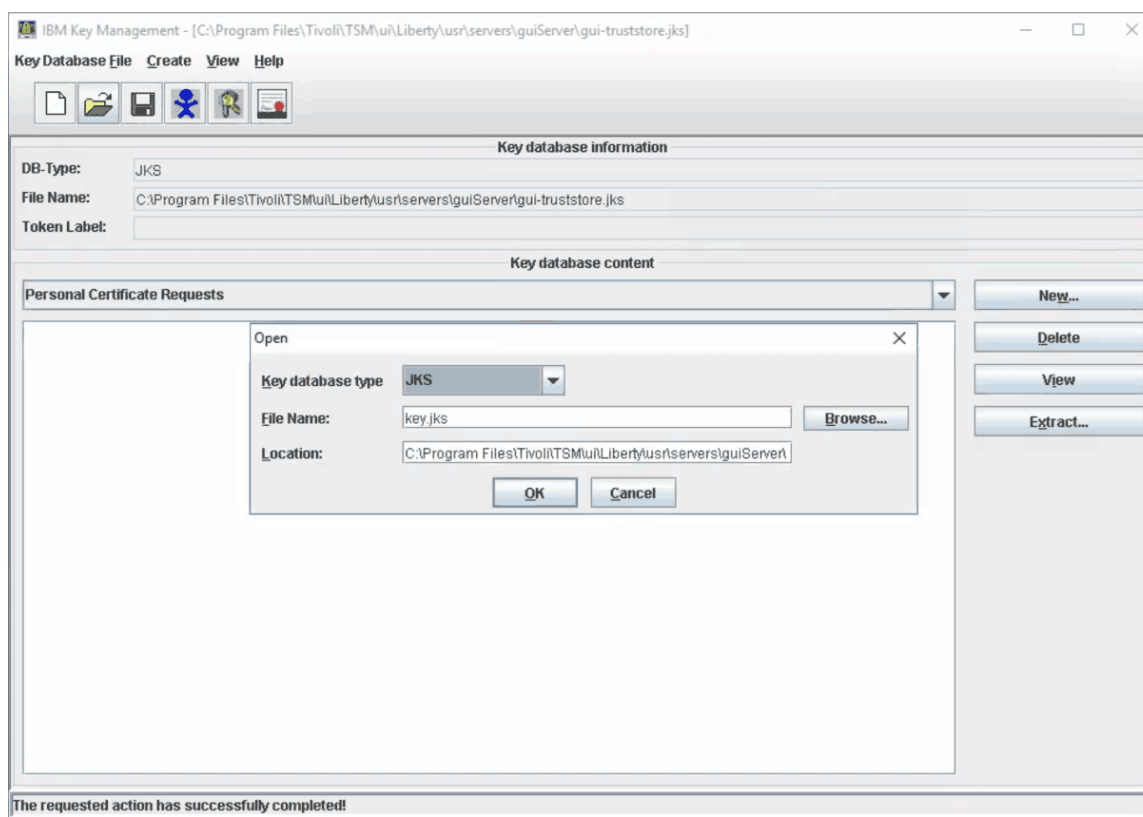 IBM Key Management - [C:\Program Files\Tivoli\TSM\ui\Liberty\usr\servers\guiServer\gui-truststore.jks]
Key Database File Create View Help
Key database information
DB-Type: JKS
File Name: C:\Program Files\Tivoli\TSM\ui\Liberty\usr\servers\guiServer\gui-truststore.jks
Token Label:
Key database content
Personal Certificate Requests
New...
Open
Delete
Key database type JKS
View
File Name: key.jks Browse...
Extract...
Location: C:\Program Files\Tivoli\TSM\ui\Liberty\usr\servers\guiServer\
OK Cancel
The requested action has successfully completed!